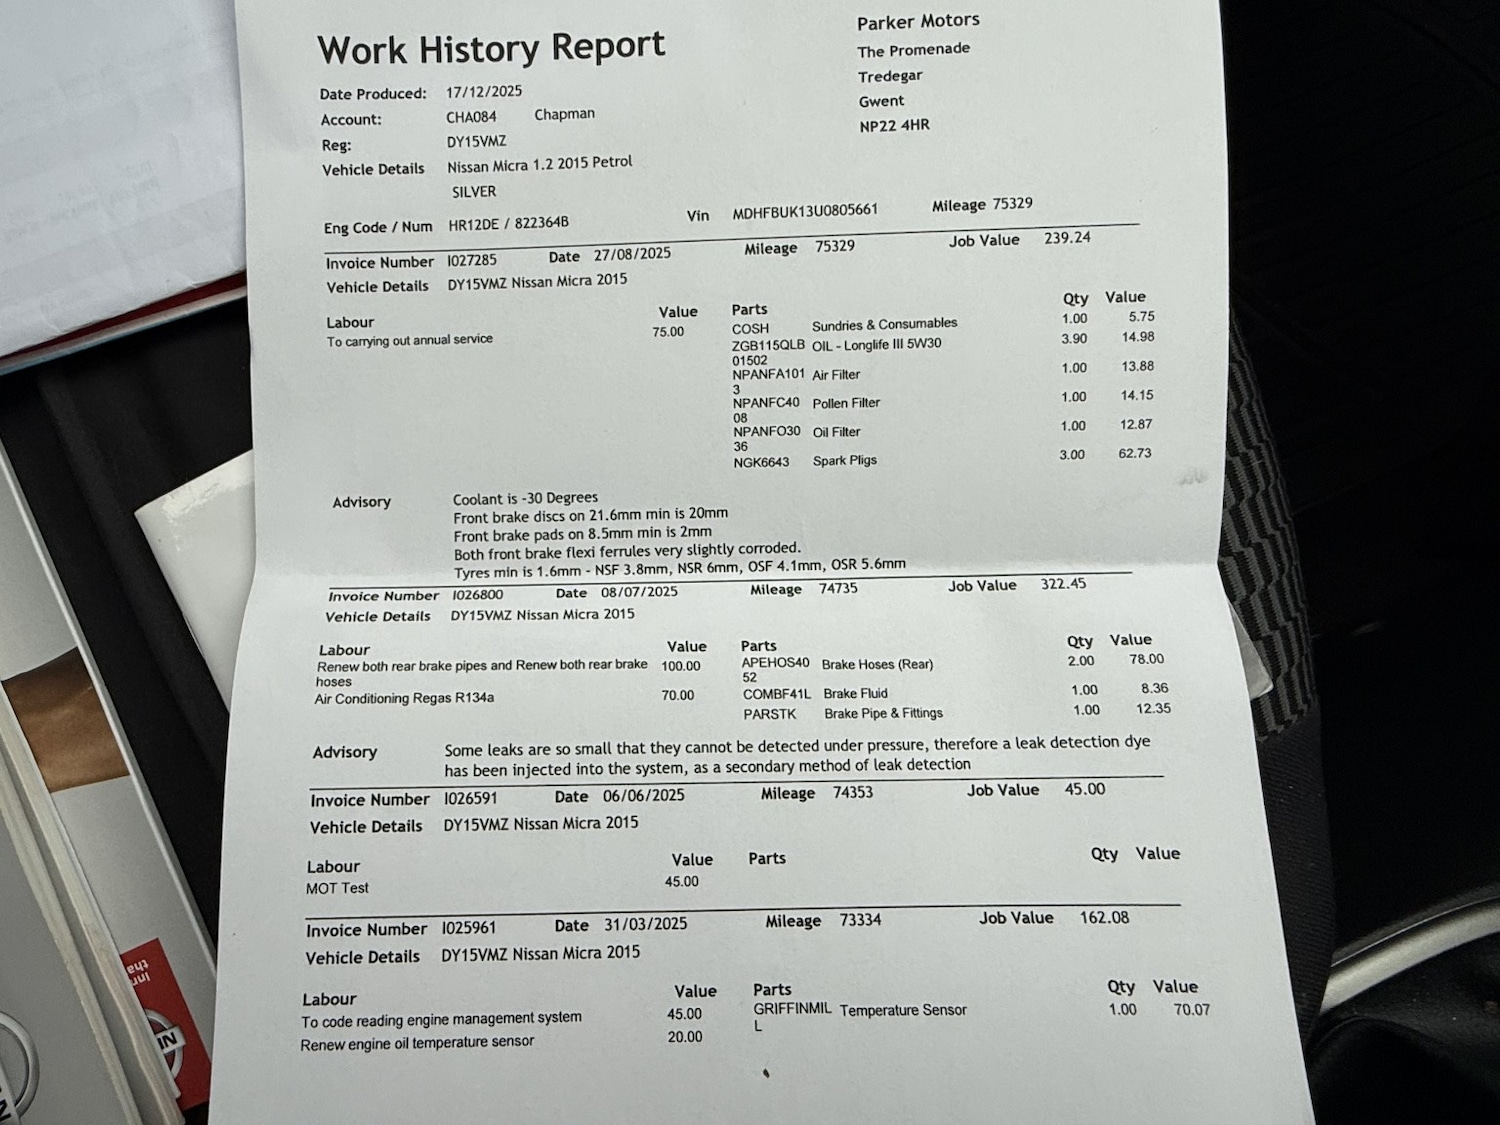 Work History Report
Parker Motors
The Promenade
Tredegar
Gwent
NP22 4HR
Date Produced: 17/12/2025
Account: CHA084 Chapman
Reg: DY15VMZ
Vehicle Details Nissan Micra 1.2 2015 Petrol
SILVER
Eng Code / Num HR12DE / 822364B Vin MDHFBUK13U0805661 Mileage 75329
Invoice Number I027285 Date 27/08/2025 Mileage 75329 Job Value 239.24
Vehicle Details DY15VMZ Nissan Micra 2015
Labour Value Parts Qty Value
To carrying out annual service 75.00 COSH Sundries & Consumables 1.00 5.75
ZGB115QLB OIL - Longlife III 5W30 3.90 14.98
01502
NPANFA101 Air Filter 1.00 13.88
3
NPANFC40 Pollen Filter 1.00 14.15
08
NPANFO30 Oil Filter 1.00 12.87
36
NGK6643 Spark Pligs 3.00 62.73
Advisory Coolant is -30 Degrees
Front brake discs on 21.6mm min is 20mm
Front brake pads on 8.5mm min is 2mm
Both front brake flexi ferrules very slightly corroded.
Tyres min is 1.6mm - NSF 3.8mm, NSR 6mm, OSF 4.1mm, OSR 5.6mm
Invoice Number I026800 Date 08/07/2025 Mileage 74735 Job Value 322.45
Vehicle Details DY15VMZ Nissan Micra 2015
Labour Value Parts Qty Value
Renew both rear brake pipes and Renew both rear brake 100.00 APEHOS40 Brake Hoses (Rear) 2.00 78.00
hoses 52
Air Conditioning Regas R134a 70.00 COMBF41L Brake Fluid 1.00 8.36
PARSTK Brake Pipe & Fittings 1.00 12.35
Advisory Some leaks are so small that they cannot be detected under pressure, therefore a leak detection dye
has been injected into the system, as a secondary method of leak detection
Invoice Number I026591 Date 06/06/2025 Mileage 74353 Job Value 45.00
Vehicle Details DY15VMZ Nissan Micra 2015
Labour Value Parts Qty Value
MOT Test 45.00
Invoice Number I025961 Date 31/03/2025 Mileage 73334 Job Value 162.08
Vehicle Details DY15VMZ Nissan Micra 2015
Labour Value Parts Qty Value
To code reading engine management system 45.00 GRIFFINMIL Temperature Sensor 1.00 70.07
L
Renew engine oil temperature sensor 20.00